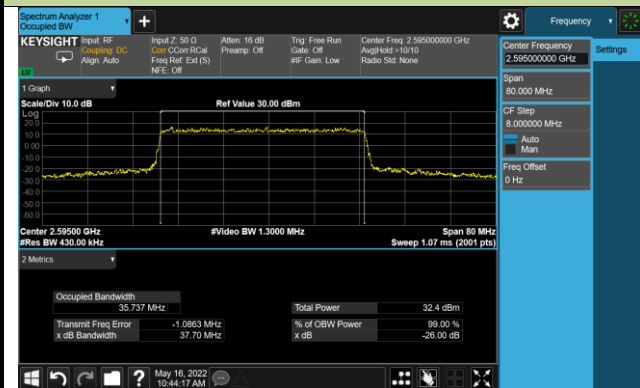 Spectrum Analyzer 1
Occupied BW
Frequency
KEYSIGHT
Input: RF
Coupling: DC
Align: Auto
Input Z: 50 Ω
Corr CCorr RCal
Freq Ref: Ext (S)
NFE: Off
Atten: 16 dB
Preamp: Off
Trig: Free Run
Gate: Off
#IF Gain: Low
Center Freq: 2.595000000 GHz
Avg|Hold:>10/10
Radio Std: None
Center Frequency
2.595000000 GHz
Settings
Span
80.000 MHz
CF Step
8.000000 MHz
Auto
Man
Freq Offset
0 Hz
1 Graph
Scale/Div 10.0 dB
Ref Value 30.00 dBm
Log
20.0
10.0
0.00
-10.0
-20.0
-30.0
-40.0
-50.0
-60.0
Center 2.59500 GHz
#Video BW 1.3000 MHz
Span 80 MHz
#Res BW 430.00 kHz
Sweep 1.07 ms (2001 pts)
2 Metrics
Occupied Bandwidth
35.737 MHz
Total Power
32.4 dBm
Transmit Freq Error
-1.0863 MHz
% of OBW Power
99.00 %
x dB Bandwidth
37.70 MHz
x dB
-26.00 dB
?
May 16, 2022
10:44:17 AM